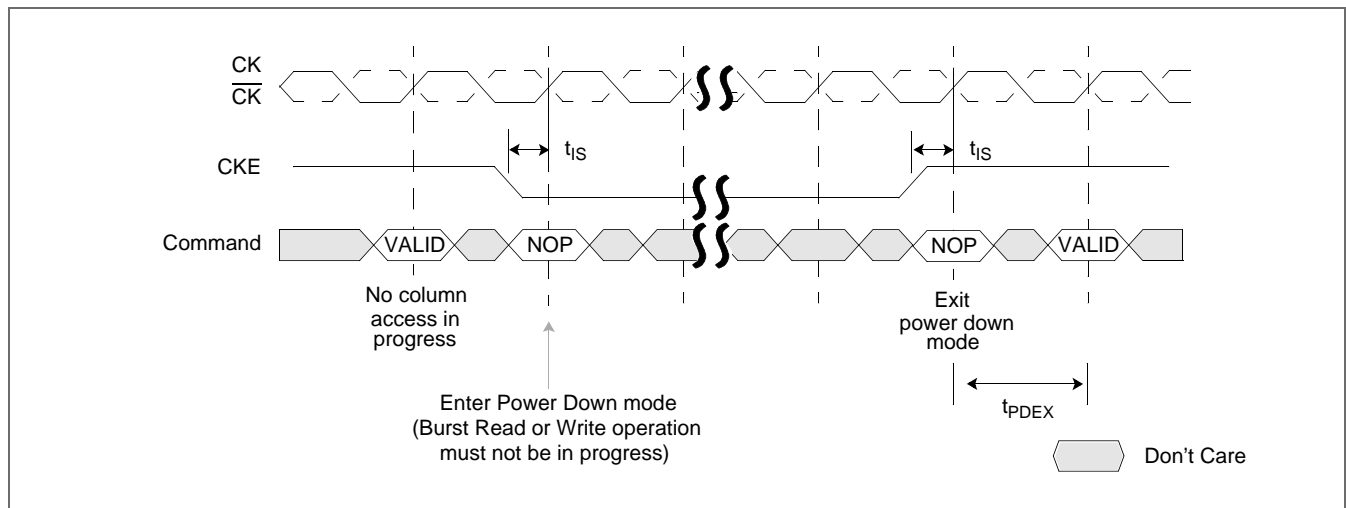 CK
CK
t_IS
t_IS
CKE
Command
VALID
NOP
NOP
VALID
No column
access in
progress
Exit
power down
mode
Enter Power Down mode
(Burst Read or Write operation
must not be in progress)
t_PDEX
Don't Care